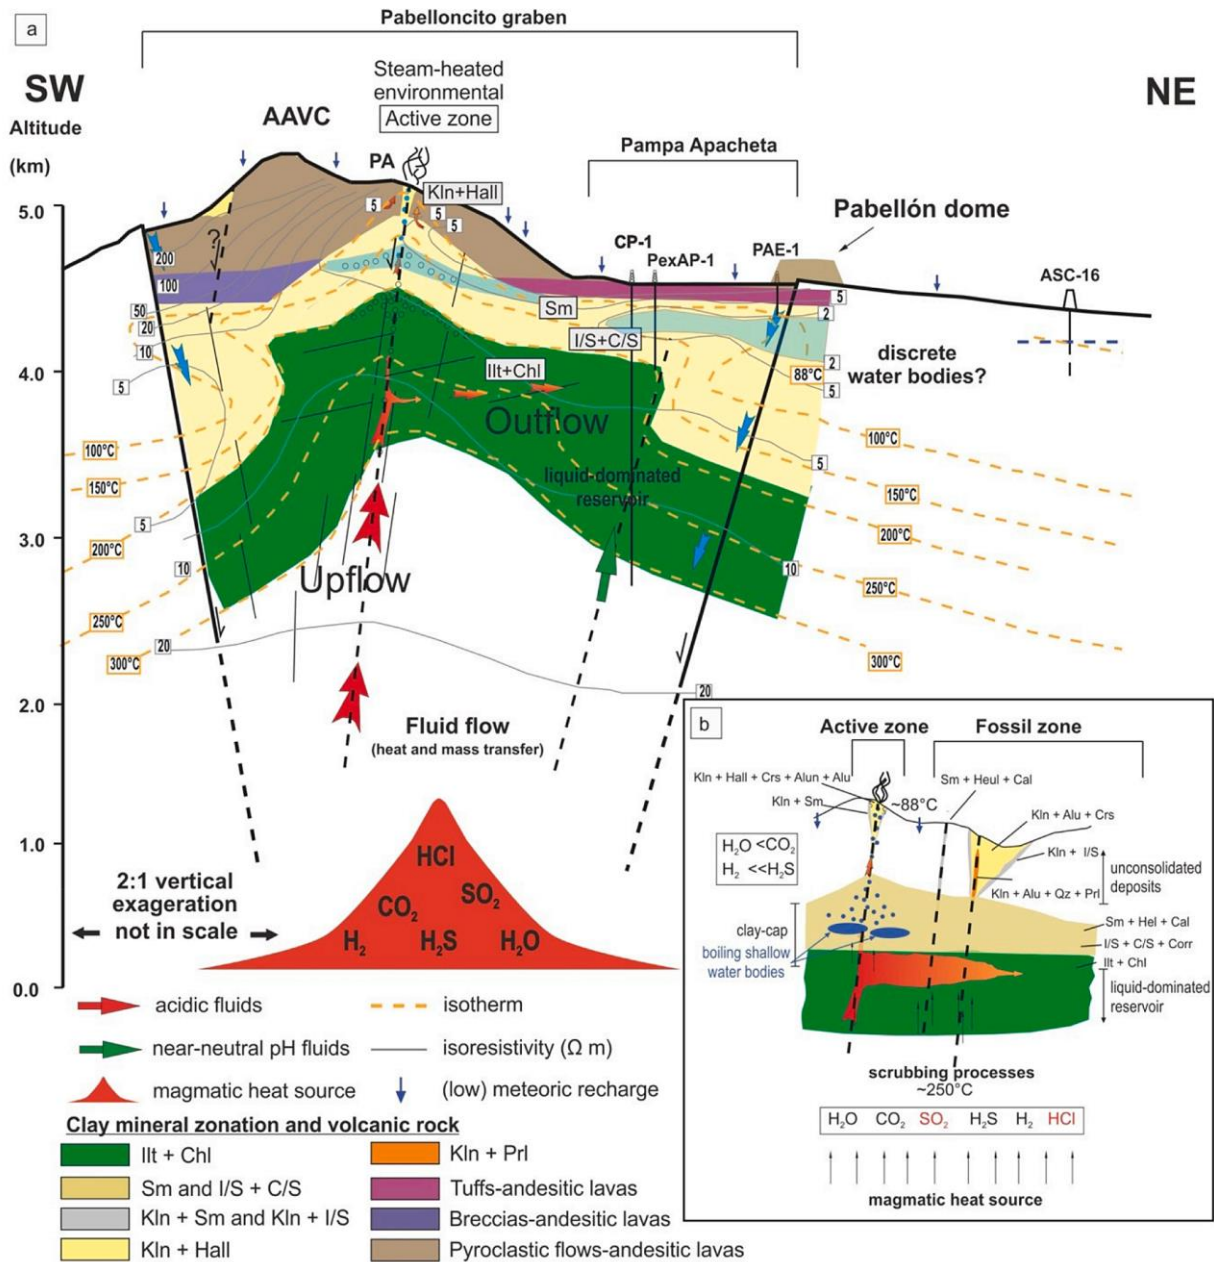 a
Pabelloncito graben
SW
NE
Steam-heated
environmental
Active zone
Altitude
(km)
AAVC
PA
Pampa Apacheta
Kln+Hall
Pabellón dome
5.0
5
5
5
?
200
100
CP-1
PexAP-1
PAE-1
ASC-16
50
20
10
5
Sm
I/S+C/S
5
2
2
5
88°C
discrete
water bodies?
4.0
Ilt+Chl
Outflow
liquid-dominated
reservoir
100°C
150°C
200°C
250°C
300°C
5
10
20
5
10
20
100°C
150°C
200°C
250°C
300°C
3.0
Upflow
2.0
Fluid flow
(heat and mass transfer)
1.0
2:1 vertical
exageration
not in scale
HCl
CO2
SO2
H2
H2S
H2O
0.0
acidic fluids
isotherm
near-neutral pH fluids
isoresistivity (Ω m)
magmatic heat source
(low) meteoric recharge
Clay mineral zonation and volcanic rock
Ilt + Chl
Kln + Prl
Sm and I/S + C/S
Tuffs-andesitic lavas
Kln + Sm and Kln + I/S
Breccias-andesitic lavas
Kln + Hall
Pyroclastic flows-andesitic lavas
b
Active zone
Fossil zone
Kln + Hall + Crs + Alun + Alu
Sm + Heul + Cal
Kln + Sm
~88°C
Kln + Alu + Crs
H2O <CO2
H2 <<H2S
Kln + I/S
unconsolidated
deposits
Kln + Alu + Qz + Prl
clay-cap
Sm + Hel + Cal
boiling shallow
water bodies
I/S + C/S + Corr
Ilt + Chl
liquid-dominated
reservoir
scrubbing processes
~250°C
H2O CO2 SO2 H2S H2 HCl
magmatic heat source